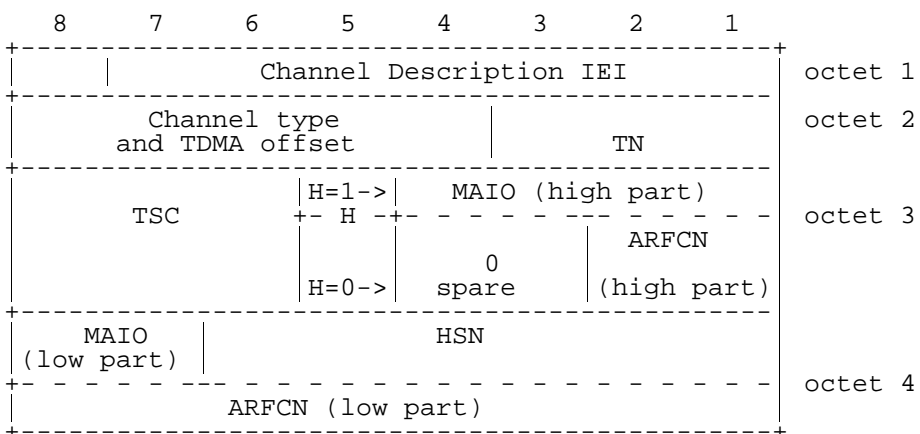 8 7 6 5 4 3 2 1
Channel Description IEI octet 1
Channel type octet 2
and TDMA offset TN
H=1-> MAIO (high part)
TSC H octet 3
ARFCN
0
H=0-> spare (high part)
MAIO HSN
(low part)
octet 4
ARFCN (low part)